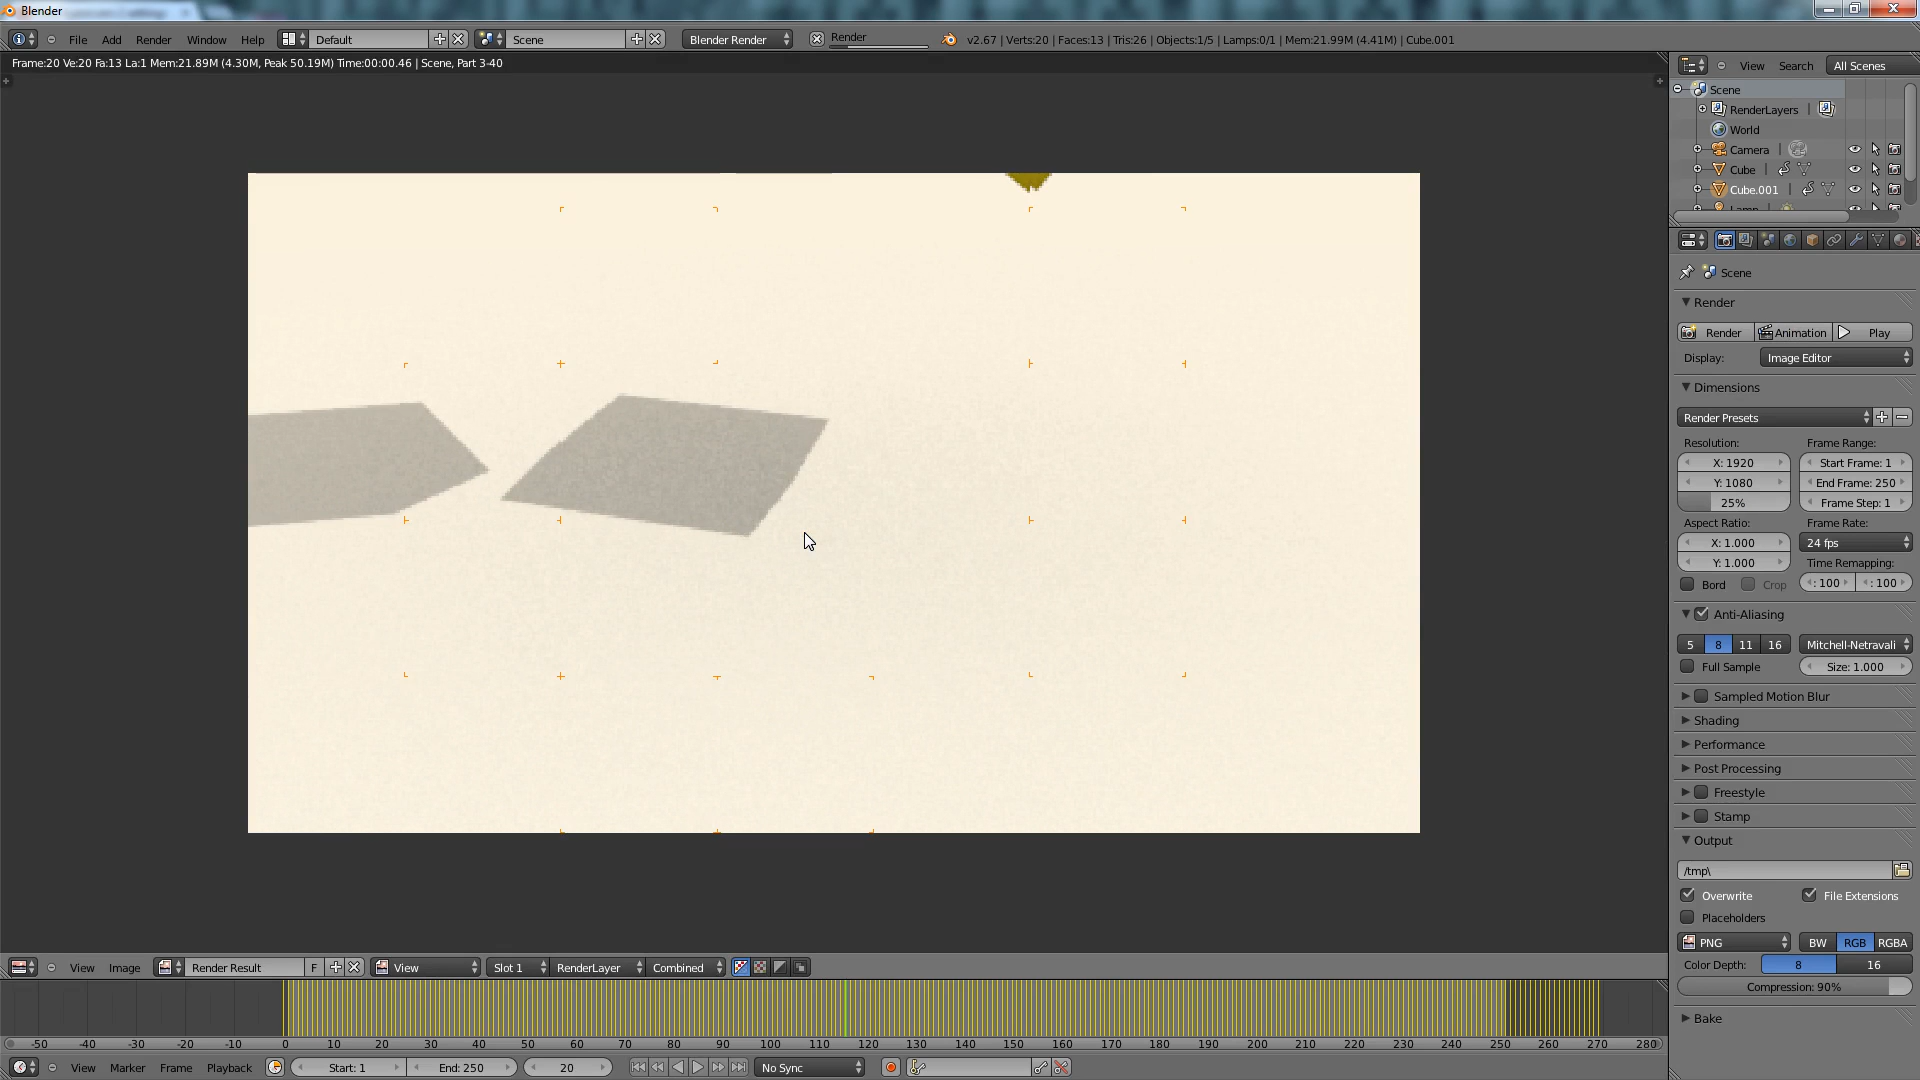 Blender
File Add Render Window Help Default Scene Blender Render Render v2.67 | Verts:20 | Faces:13 | Tris:26 | Objects:1/5 | Lamps:0/1 | Mem:21.99M (4.41M) | Cube.001
Frame:20 Ve:20 Fa:13 La:1 Mem:21.89M (4.30M, Peak 50.19M) Time:00:00.46 | Scene, Part 3-40
View Search All Scenes
Scene
RenderLayers
World
Camera
Cube
Cube.001
Lamp
Scene
Render
Render Animation Play
Display: Image Editor
Dimensions
Render Presets
Resolution: Frame Range:
X: 1920 Start Frame: 1
Y: 1080 End Frame: 250
25% Frame Step: 1
Aspect Ratio: Frame Rate:
X: 1.000 24 fps
Y: 1.000 Time Remapping:
Bord Crop : 100 : 100
Anti-Aliasing
5 8 11 16 Mitchell-Netravali
Full Sample Size: 1.000
Sampled Motion Blur
Shading
Performance
Post Processing
Freestyle
Stamp
Output
/tmp\
Overwrite File Extensions
Placeholders
PNG BW RGB RGBA
Color Depth: 8 16
Compression: 90%
Bake
View Image Render Result F View Slot 1 RenderLayer Combined
-50 -40 -30 -20 -10 0 10 20 30 40 50 60 70 80 90 100 110 120 130 140 150 160 170 180 190 200 210 220 230 240 250 260 270 280
View Marker Frame Playback Start: 1 End: 250 20 No Sync